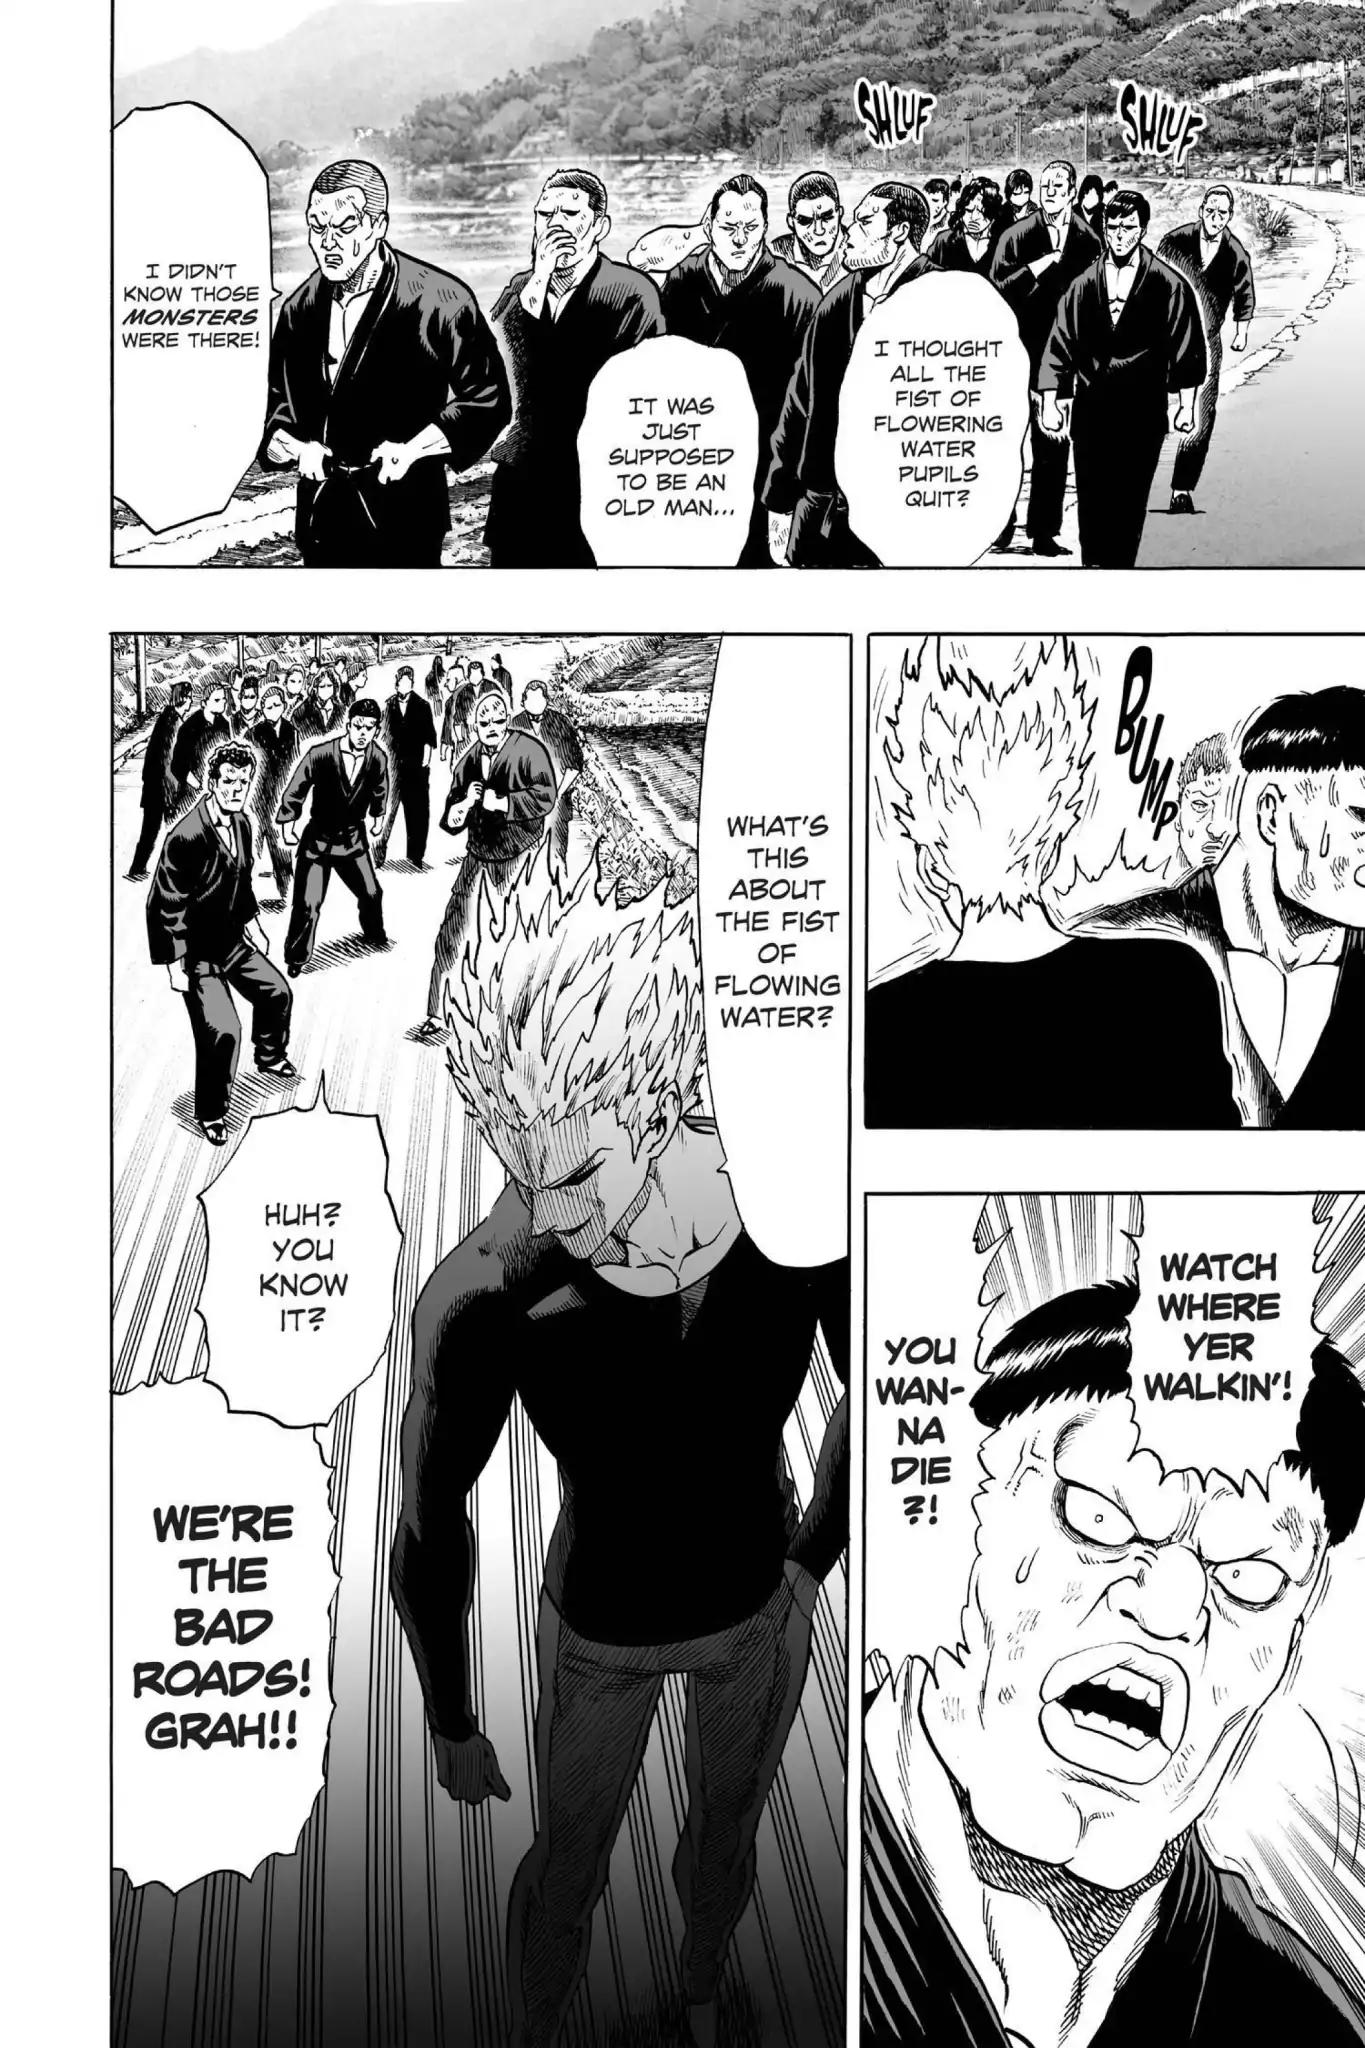 SHLUF
SHLUF
I THOUGHT
ALL THE
FIST OF
FLOWERING
WATER
PUPILS
QUIT?
IT WAS
JUST
SUPPOSED
TO BE AN
OLD MAN...
I DIDN'T
KNOW THOSE
MONSTERS
WERE THERE!
BUMP
WATCH
WHERE
YER
WALKIN'!
YOU
WAN-
NA
DIE
?!
WHAT'S
THIS
ABOUT
THE FIST
OF
FLOWING
WATER?
HUH?
YOU
KNOW
IT?
WE'RE
THE
BAD
ROADS!
GRAH!!